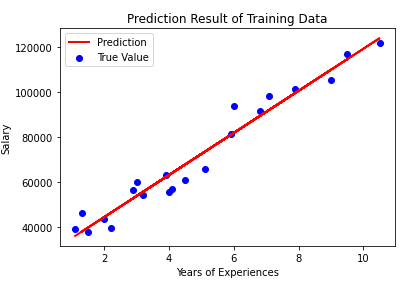 Prediction Result of Training Data
Prediction
True Value
120000
100000
80000
60000
40000
Salary
2
4
6
8
10
Years of Experiences